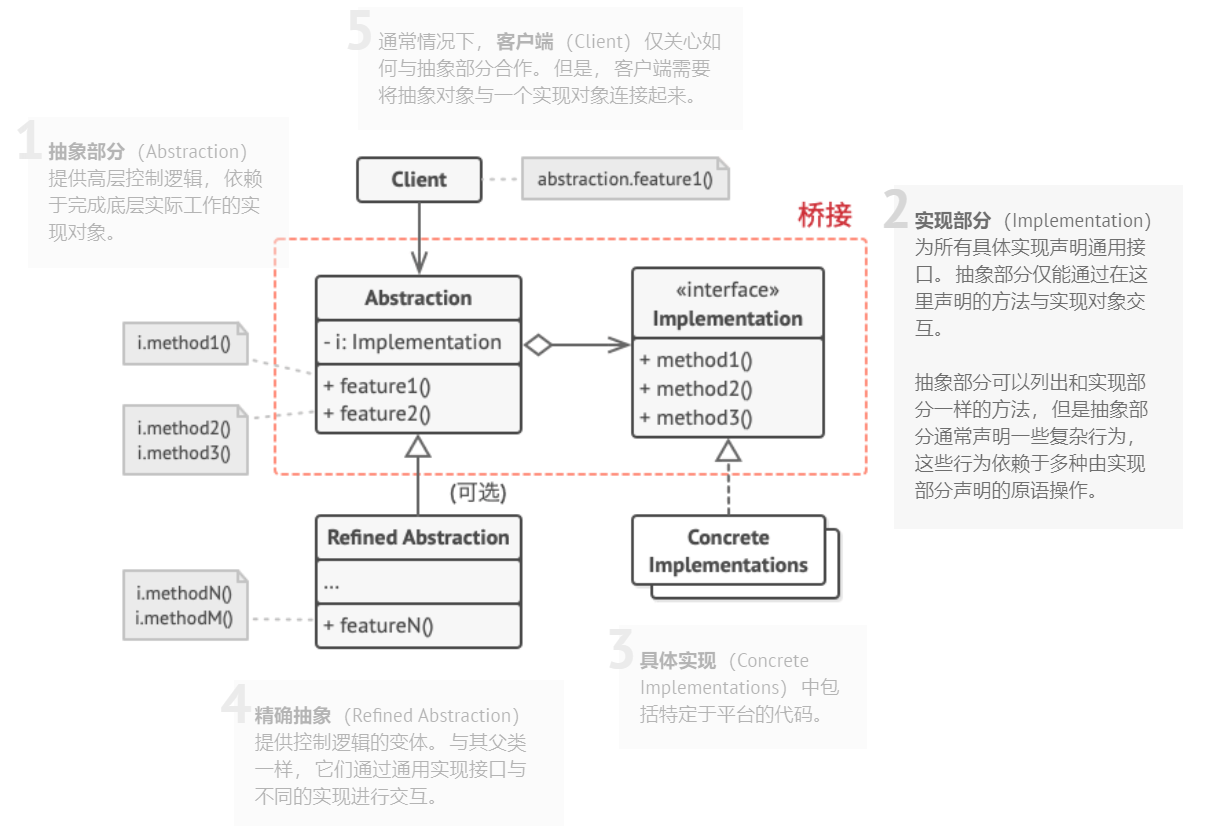 5
通常情况下，客户端（Client）仅关心如
何与抽象部分合作。但是，客户端需要
将抽象对象与一个实现对象连接起来。
1
抽象部分（Abstraction）
提供高层控制逻辑，依赖
于完成底层实际工作的实
现对象。
Client
abstraction.feature1()
桥接
2
实现部分（Implementation）
为所有具体实现声明通用接
口。抽象部分仅能通过在这
里声明的方法与实现对象交
互。
抽象部分可以列出和实现部
分一样的方法，但是抽象部
分通常声明一些复杂行为，
这些行为依赖于多种由实现
部分声明的原语操作。
Abstraction
- i: Implementation
+ feature1()
+ feature2()
«interface»
Implementation
+ method1()
+ method2()
+ method3()
i.method1()
i.method2()
i.method3()
(可选)
Refined Abstraction
...
+ featureN()
Concrete
Implementations
i.methodN()
i.methodM()
3
具体实现（Concrete
Implementations）中包
括特定于平台的代码。
4
精确抽象（Refined Abstraction）
提供控制逻辑的变体。与其父类
一样，它们通过通用实现接口与
不同的实现进行交互。